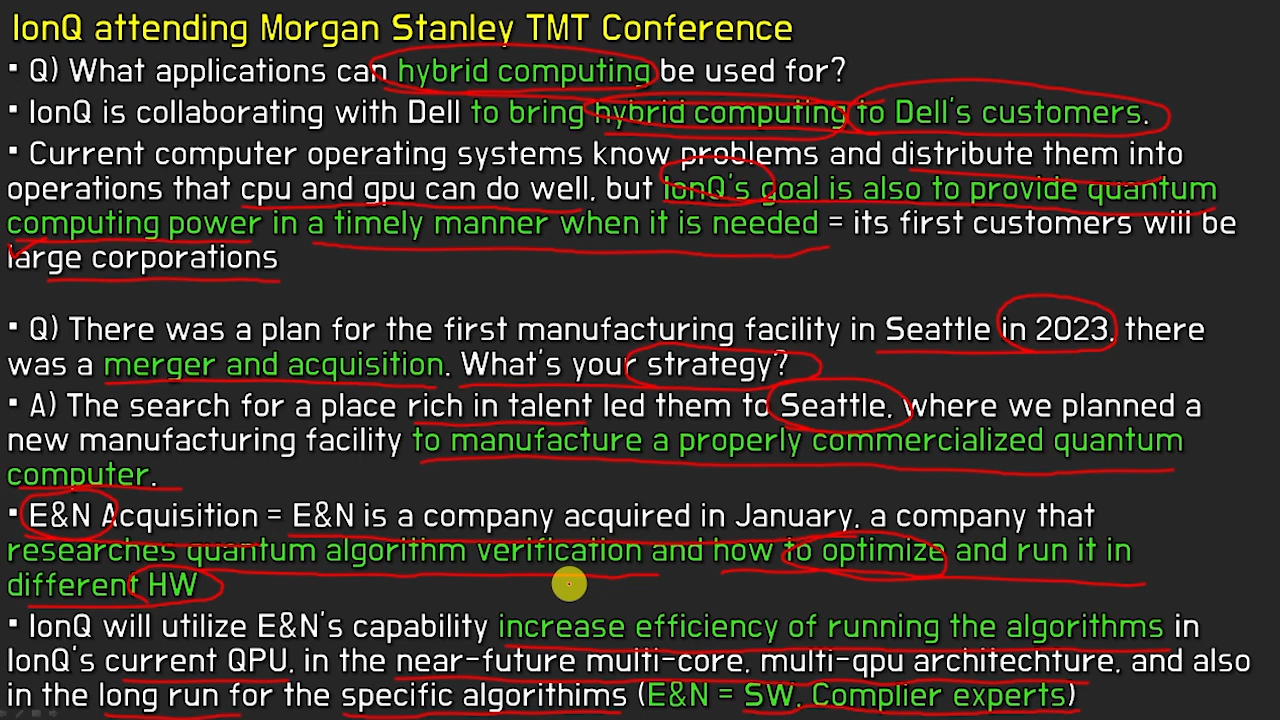 IonQ attending Morgan Stanley TMT Conference
▪ Q) What applications can hybrid computing be used for?
▪ IonQ is collaborating with Dell to bring hybrid computing to Dell's customers.
▪ Current computer operating systems know problems and distribute them into
operations that cpu and gpu can do well, but IonQ's goal is also to provide quantum
computing power in a timely manner when it is needed = its first customers will be
large corporations
▪ Q) There was a plan for the first manufacturing facility in Seattle in 2023, there
was a merger and acquisition. What's your strategy?
▪ A) The search for a place rich in talent led them to Seattle, where we planned a
new manufacturing facility to manufacture a properly commercialized quantum
computer.
▪ E&N Acquisition = E&N is a company acquired in January, a company that
researches quantum algorithm verification and how to optimize and run it in
different HW
▪ IonQ will utilize E&N's capability increase efficiency of running the algorithms in
IonQ's current QPU, in the near-future multi-core, multi-qpu architechture, and also
in the long run for the specific algorithims (E&N = SW, Complier experts)